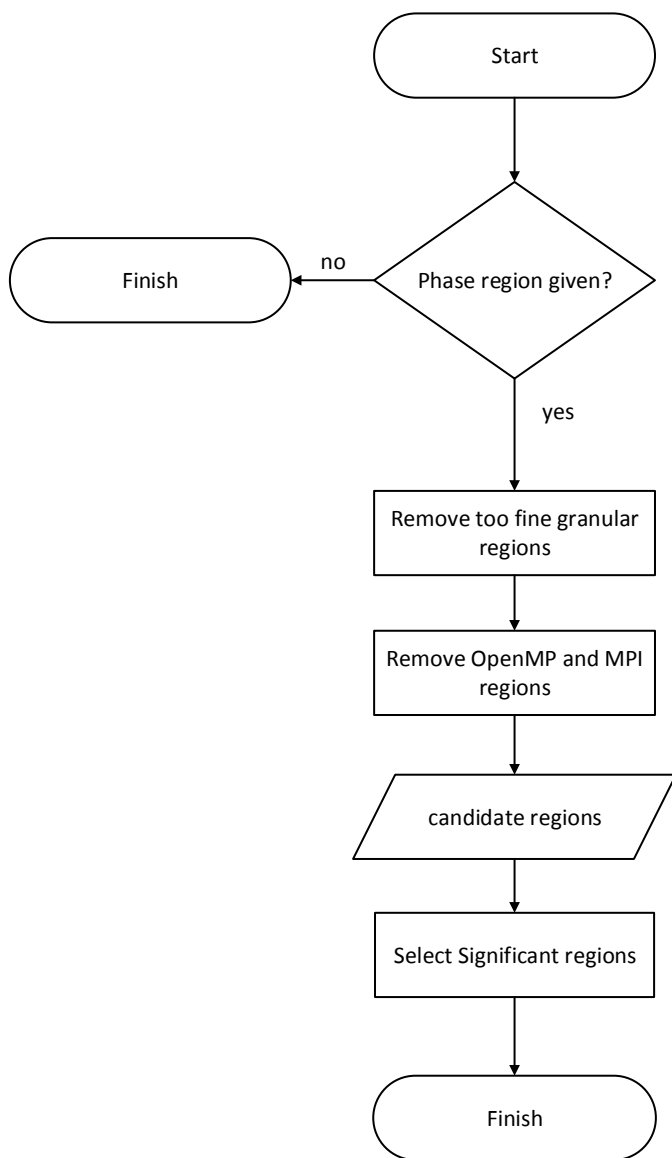 Start
Phase region given?
no
Finish
yes
Remove too fine granular
regions
Remove OpenMP and MPI
regions
candidate regions
Select Significant regions
Finish